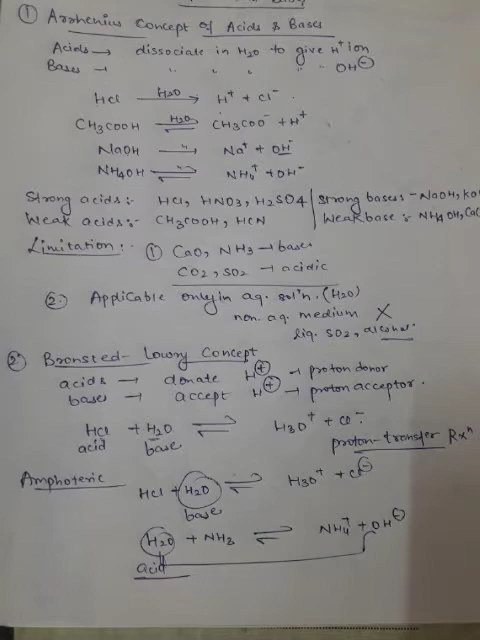 ① Arrhenius Concept of Acids & Bases
Acids → dissociate in H2O to give H+ ion
Bases → " " " " " OH⊖
HCl —H2O→ H+ + Cl-
CH3COOH ⇌H2O CH3COO- + H+
NaOH —"→ Na+ + OH-
NH4OH ⇌" NH4+ + OH-
Strong acids :- HCl, HNO3, H2SO4 | Strong bases :- NaOH, KO
Weak acids :- CH3COOH, HCN | Weak base :- NH4OH, Ca(
Limitation :- ① CaO, NH3 → base
CO2, SO2 → acidic
②. Applicable only in aq. sol'n. (H2O)
non aq. medium X
liq. SO2, alcohol
② Bronsted-Lowry Concept
acids → donate H⊕ → proton donor
bases → accept H⊕ → proton acceptor.
HCl + H2O ⇌ H3O+ + Cl-
acid base proton-transfer Rxn
Amphoteric HCl + H2O ⇌ H3O+ + Cl⊖
base
H2O + NH3 ⇌ NH4+ + OH⊖
acid